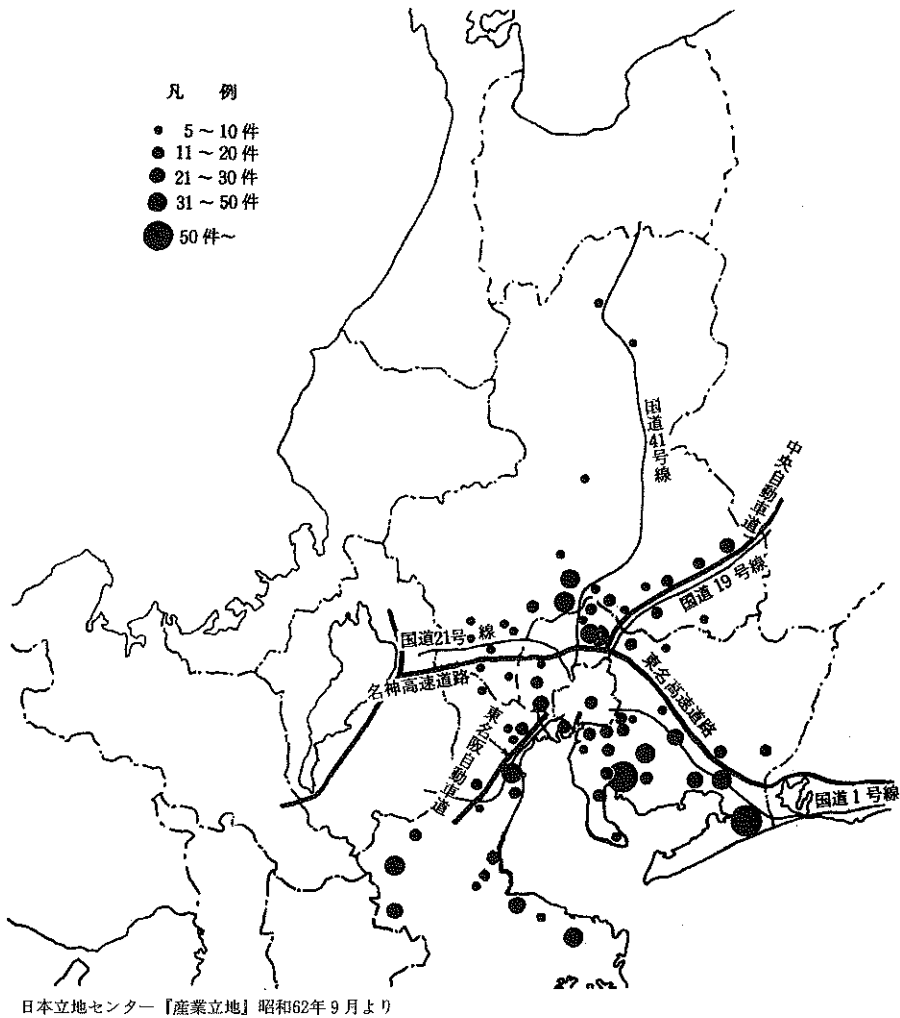 凡 例
5～10件
11～20件
21～30件
31～50件
50件～
国道41号線
中央自動車道
国道19号線
国道21号線
名神高速道路
東名高速道路
東名阪自動車道
国道1号線
日本立地センター『産業立地』昭和62年9月より